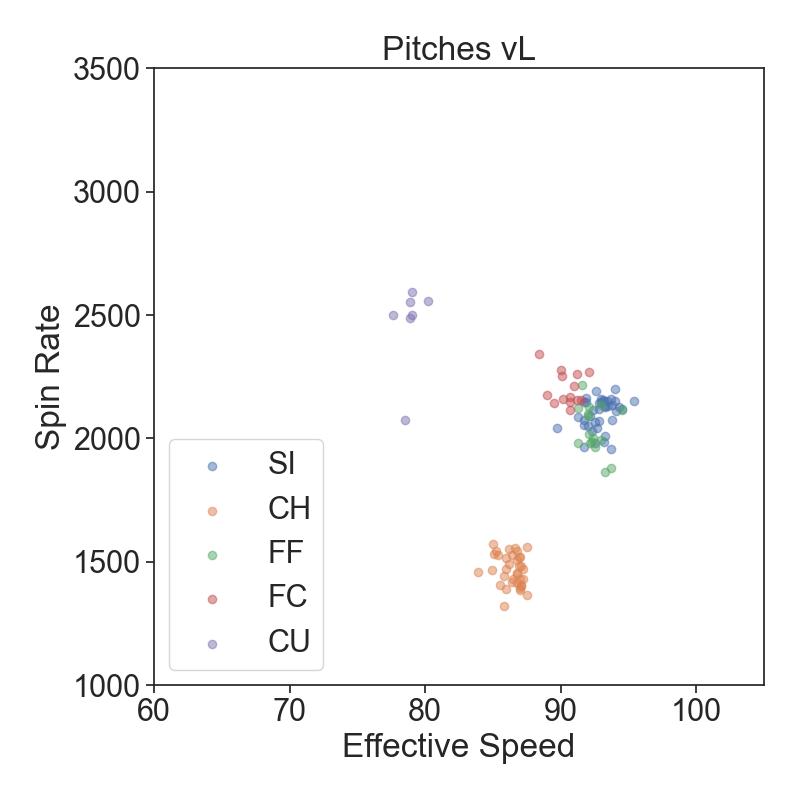 Pitches vL
3500
3000
2500
2000
1500
1000
Spin Rate
SI
CH
FF
FC
CU
60 70 80 90 100
Effective Speed